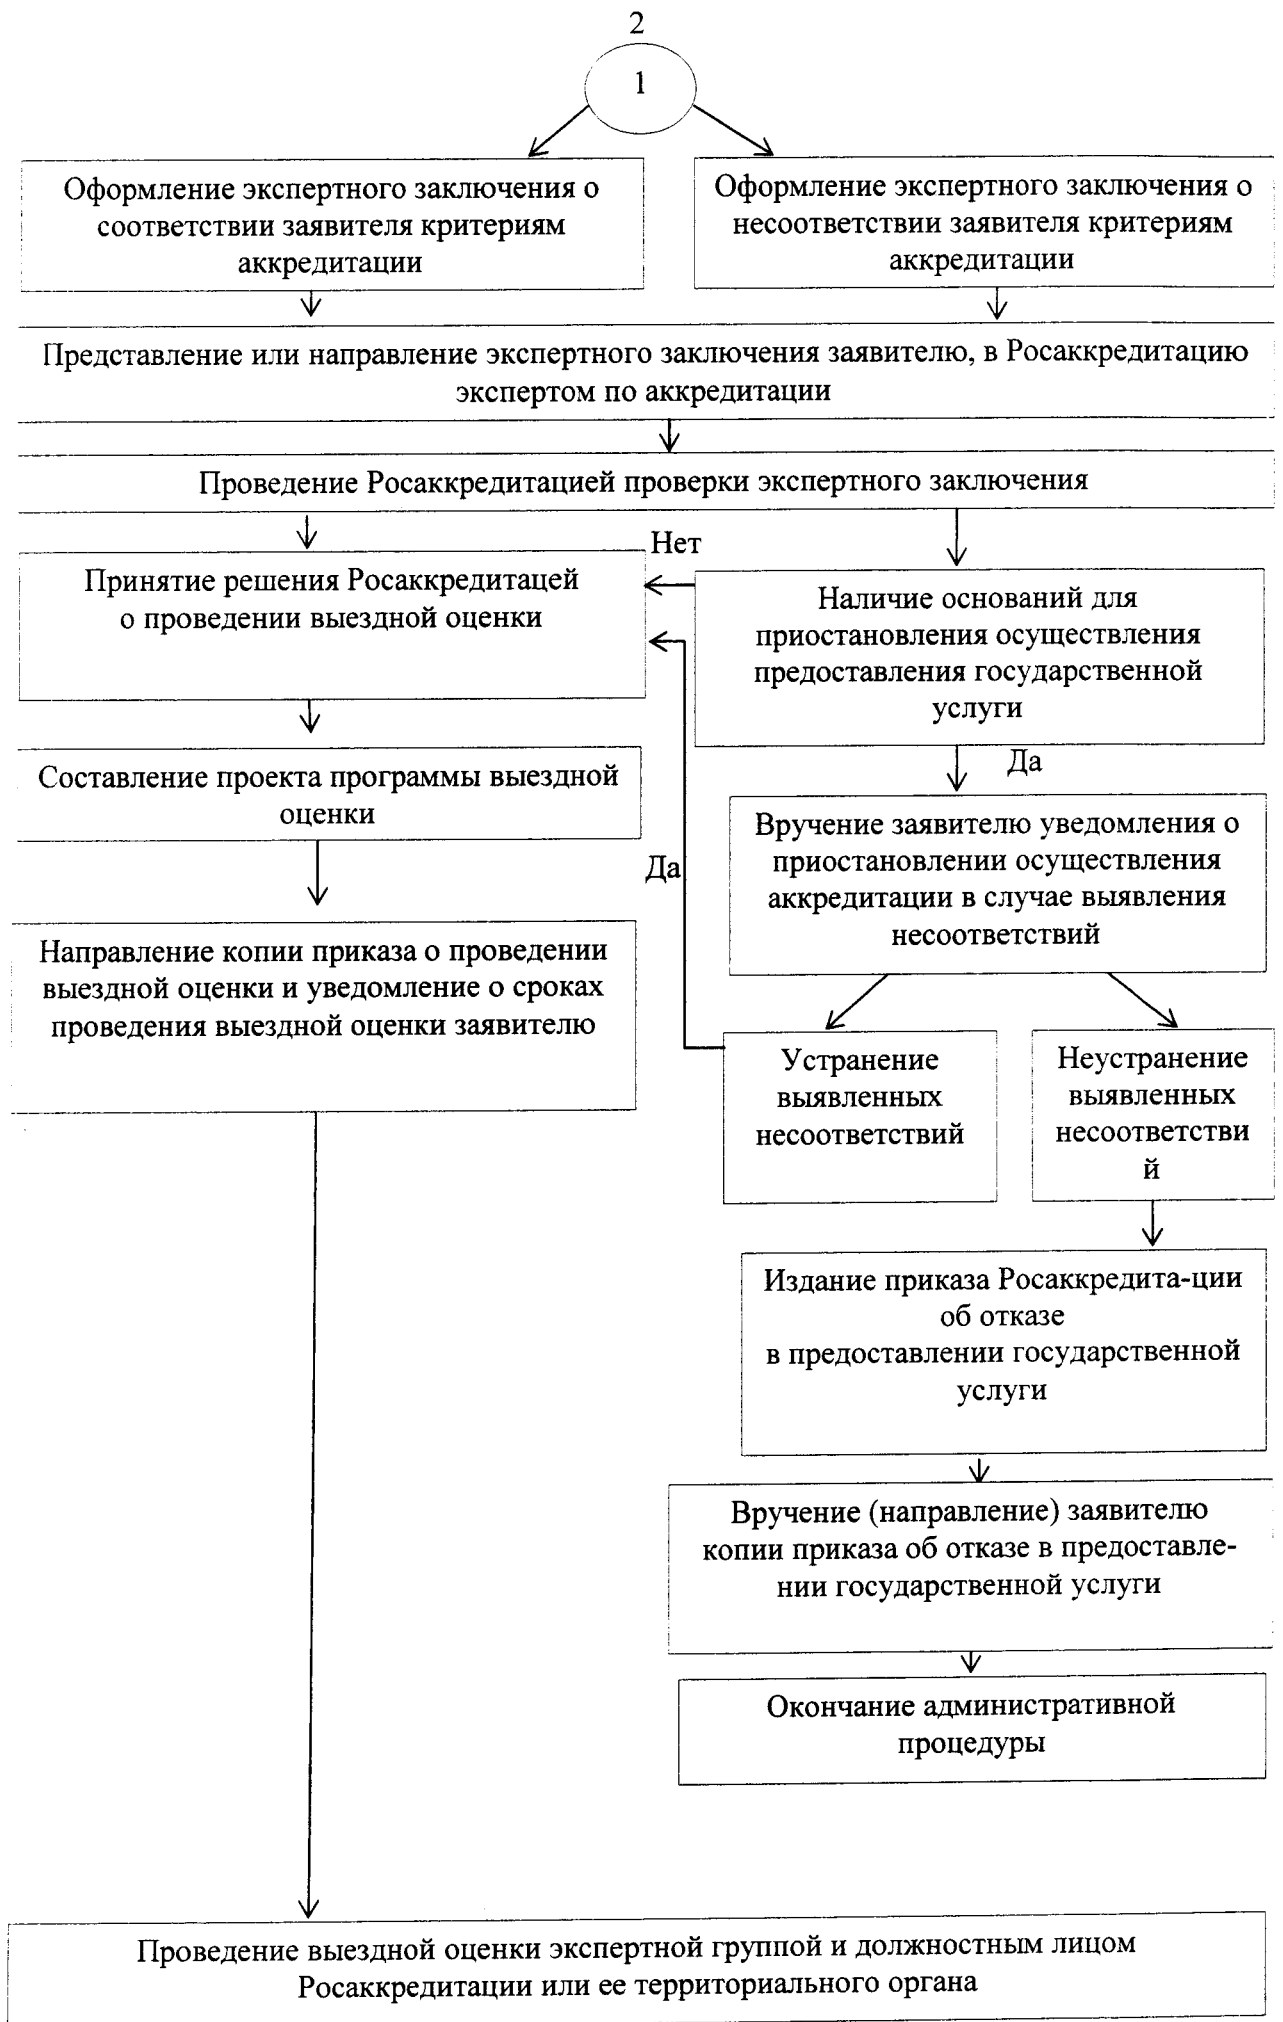 2
1
Оформление экспертного заключения о
соответствии заявителя критериям
аккредитации
Оформление экспертного заключения о
несоответствии заявителя критериям
аккредитации
Представление или направление экспертного заключения заявителю, в Росаккредитацию
экспертом по аккредитации
Проведение Росаккредитацией проверки экспертного заключения
Нет
Принятие решения Росаккредитацей
о проведении выездной оценки
Наличие оснований для
приостановления осуществления
предоставления государственной
услуги
Да
Составление проекта программы выездной
оценки
Вручение заявителю уведомления о
приостановлении осуществления
аккредитации в случае выявления
несоответствий
Да
Направление копии приказа о проведении
выездной оценки и уведомление о сроках
проведения выездной оценки заявителю
Устранение
выявленных
несоответствий
Неустранение
выявленных
несоответстви
й
Издание приказа Росаккредита-ции
об отказе
в предоставлении государственной
услуги
Вручение (направление) заявителю
копии приказа об отказе в предоставле-
нии государственной услуги
Окончание административной
процедуры
Проведение выездной оценки экспертной группой и должностным лицом
Росаккредитации или ее территориального органа